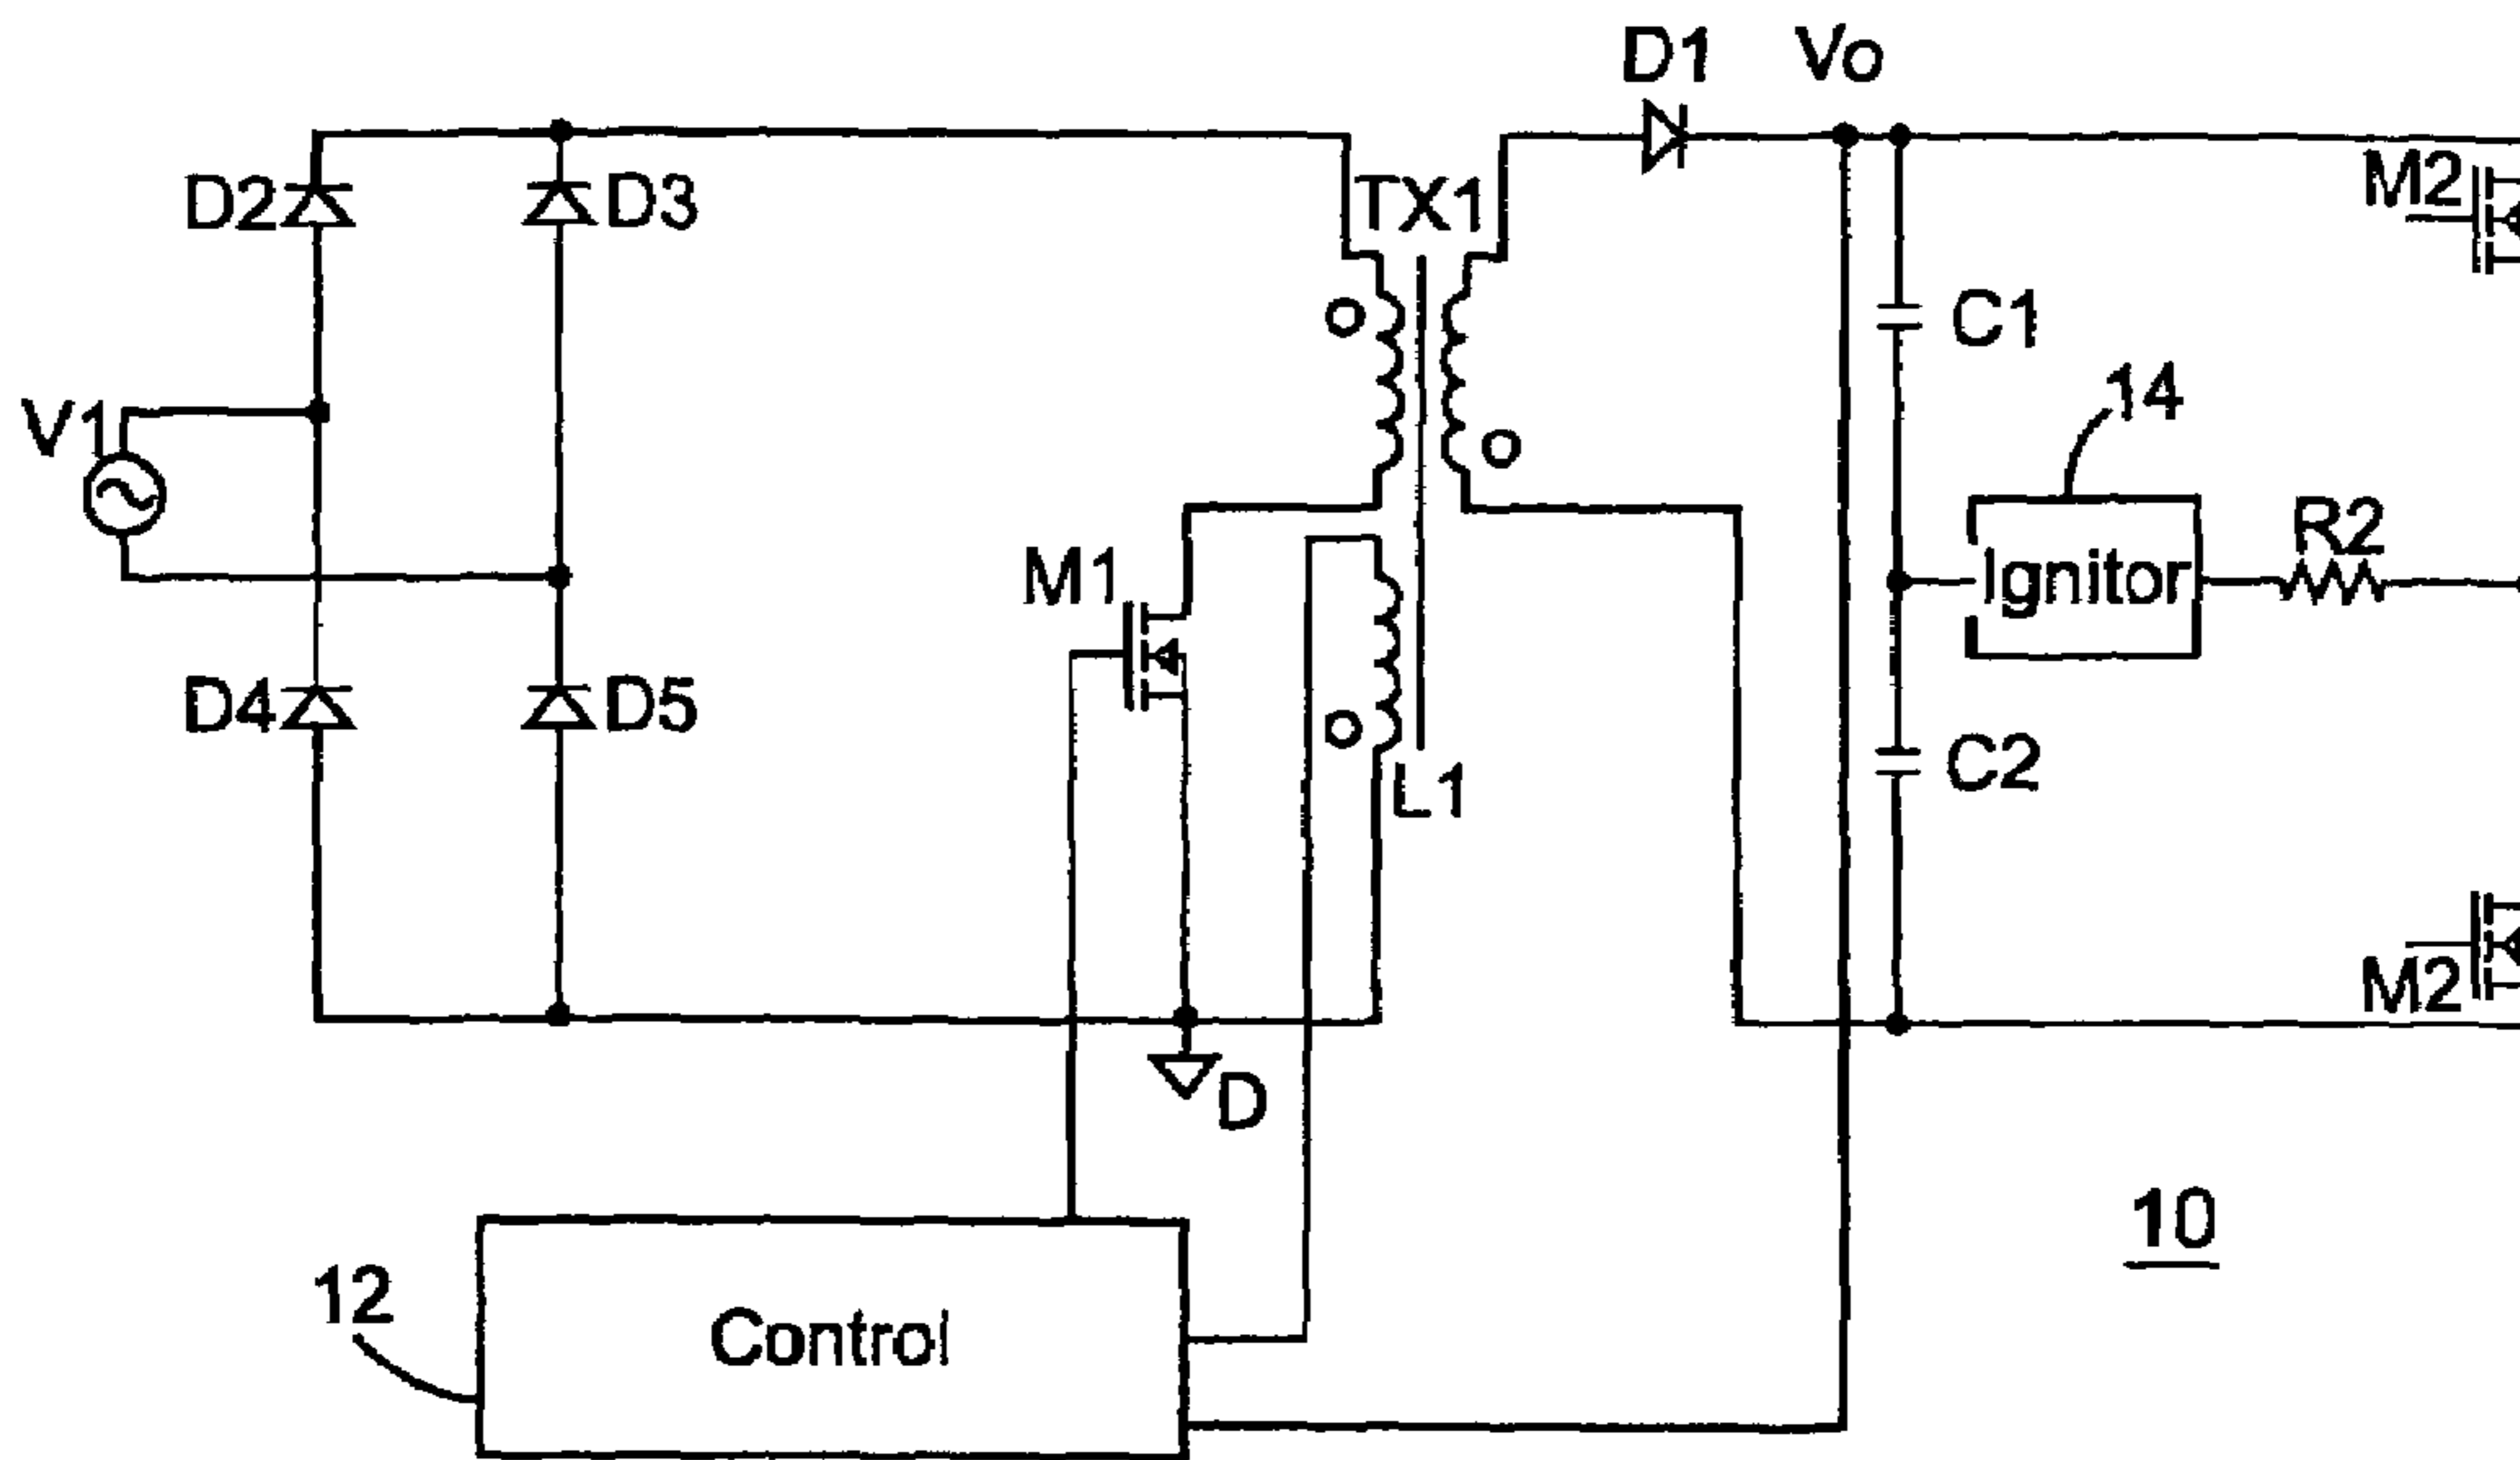 D1
Vo
D2
D3
TX1
M2
C1
14
V1
R2
M1
Ignitor
D4
D5
C2
L1
M2
D
10
12
Control